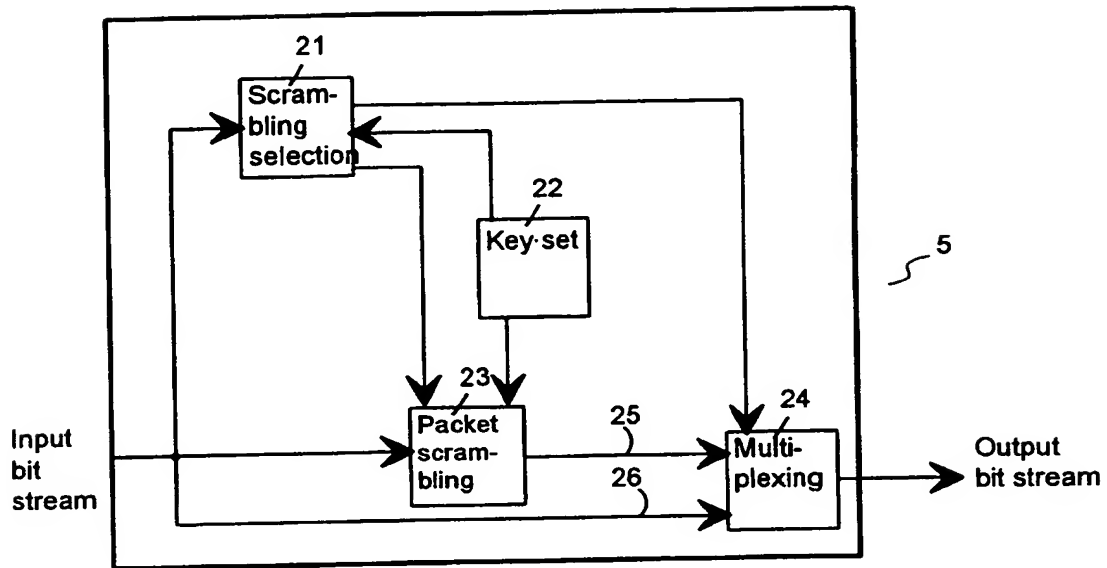 21
Scram-
bling
selection
22
Key·set
5
23
Packet
scram-
bling
25
26
24
Multi-
plexing
Input
bit
stream
Output
bit stream